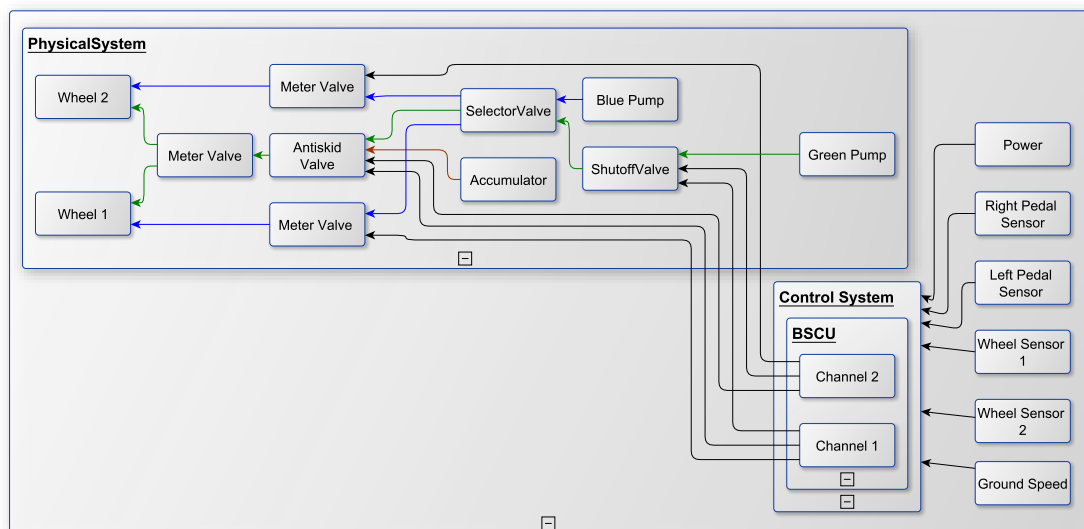 PhysicalSystem
Wheel 2
Meter Valve
SelectorValve
Blue Pump
Meter Valve
Antiskid
Valve
Accumulator
ShutoffValve
Green Pump
Wheel 1
Meter Valve
Power
Right Pedal
Sensor
Left Pedal
Sensor
Control System
BSCU
Channel 2
Channel 1
Wheel Sensor
1
Wheel Sensor
2
Ground Speed